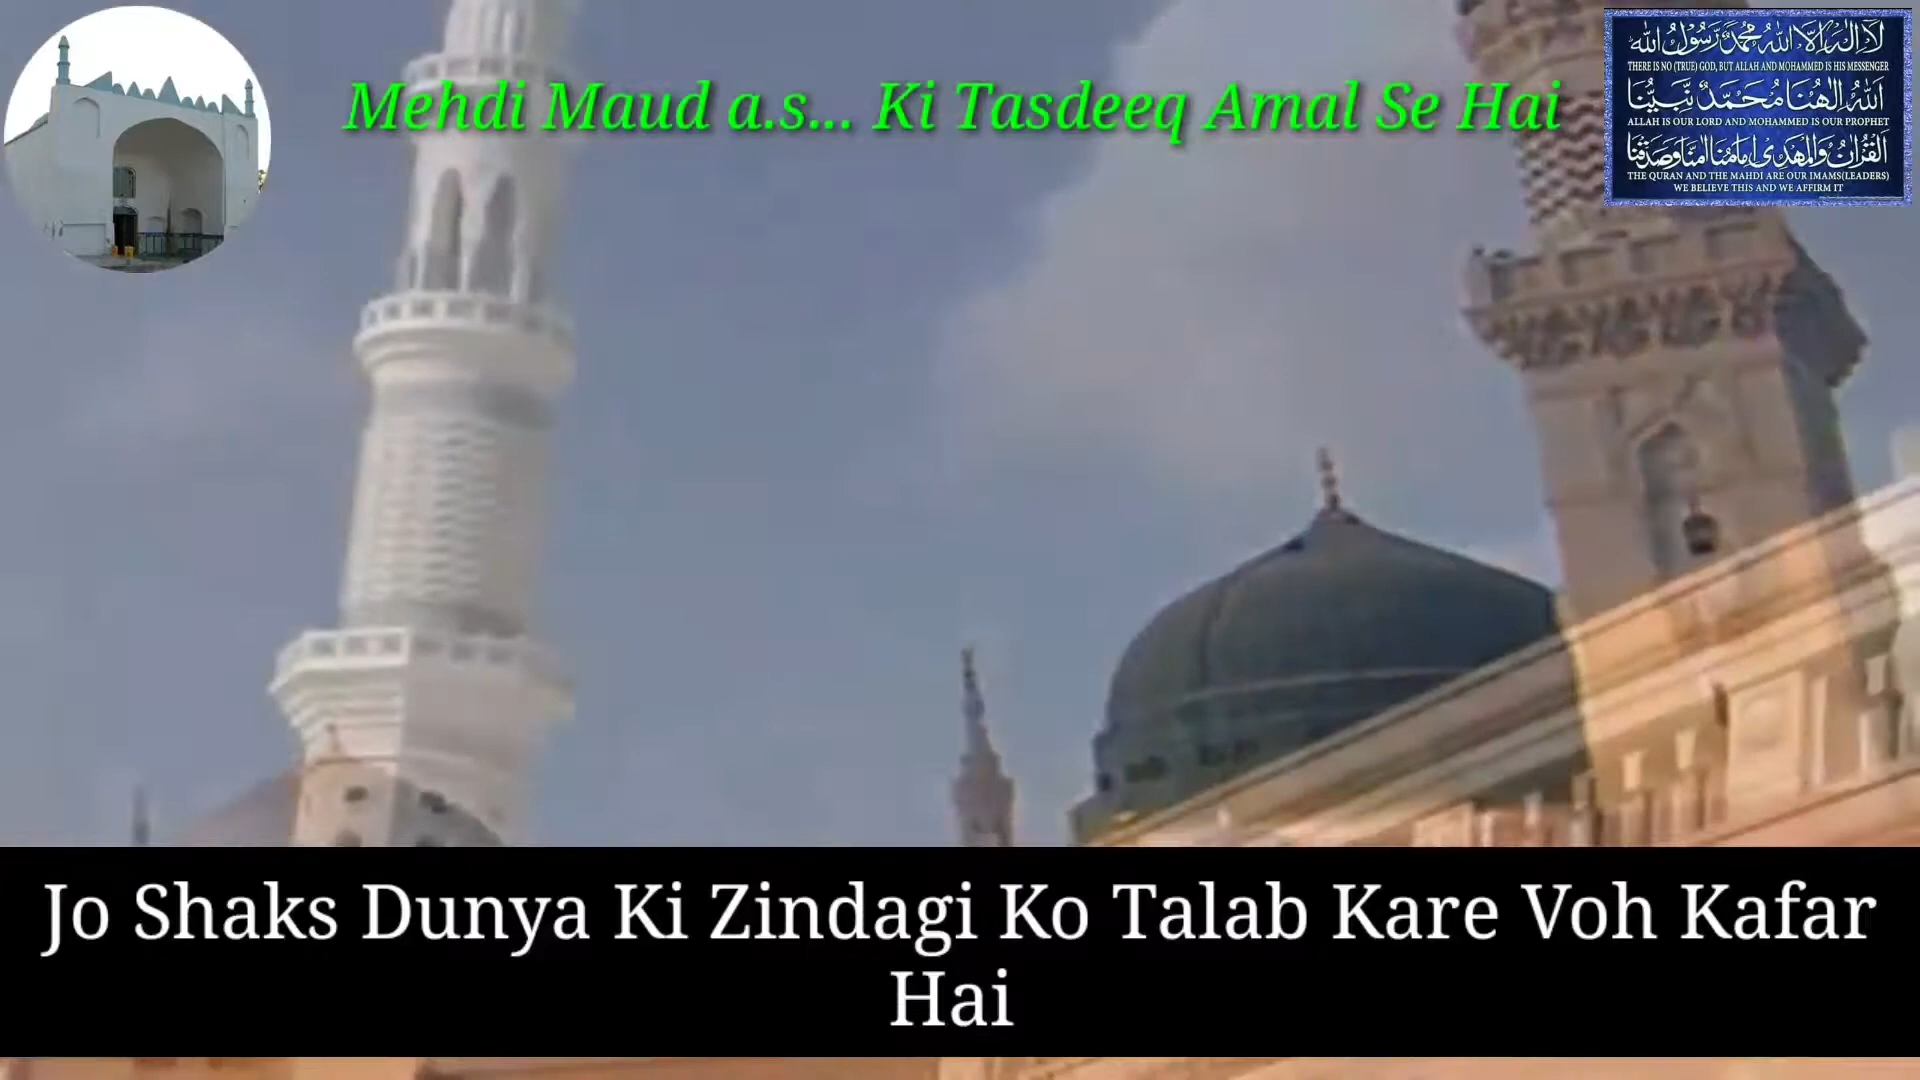 Mehdi Maud a.s... Ki Tasdeeq Amal Se Hai
لا اله الا الله محمد رسول الله
THERE IS NO (TRUE) GOD, BUT ALLAH AND MOHAMMED IS HIS MESSENGER
الله الهنا محمد نبينا
ALLAH IS OUR LORD AND MOHAMMED IS OUR PROPHET
القرآن والمهدي امامنا امنا وصدقنا
THE QURAN AND THE MAHDI ARE OUR IMAMS(LEADERS)
WE BELIEVE THIS AND WE AFFIRM IT
Jo Shaks Dunya Ki Zindagi Ko Talab Kare Voh Kafar
Hai